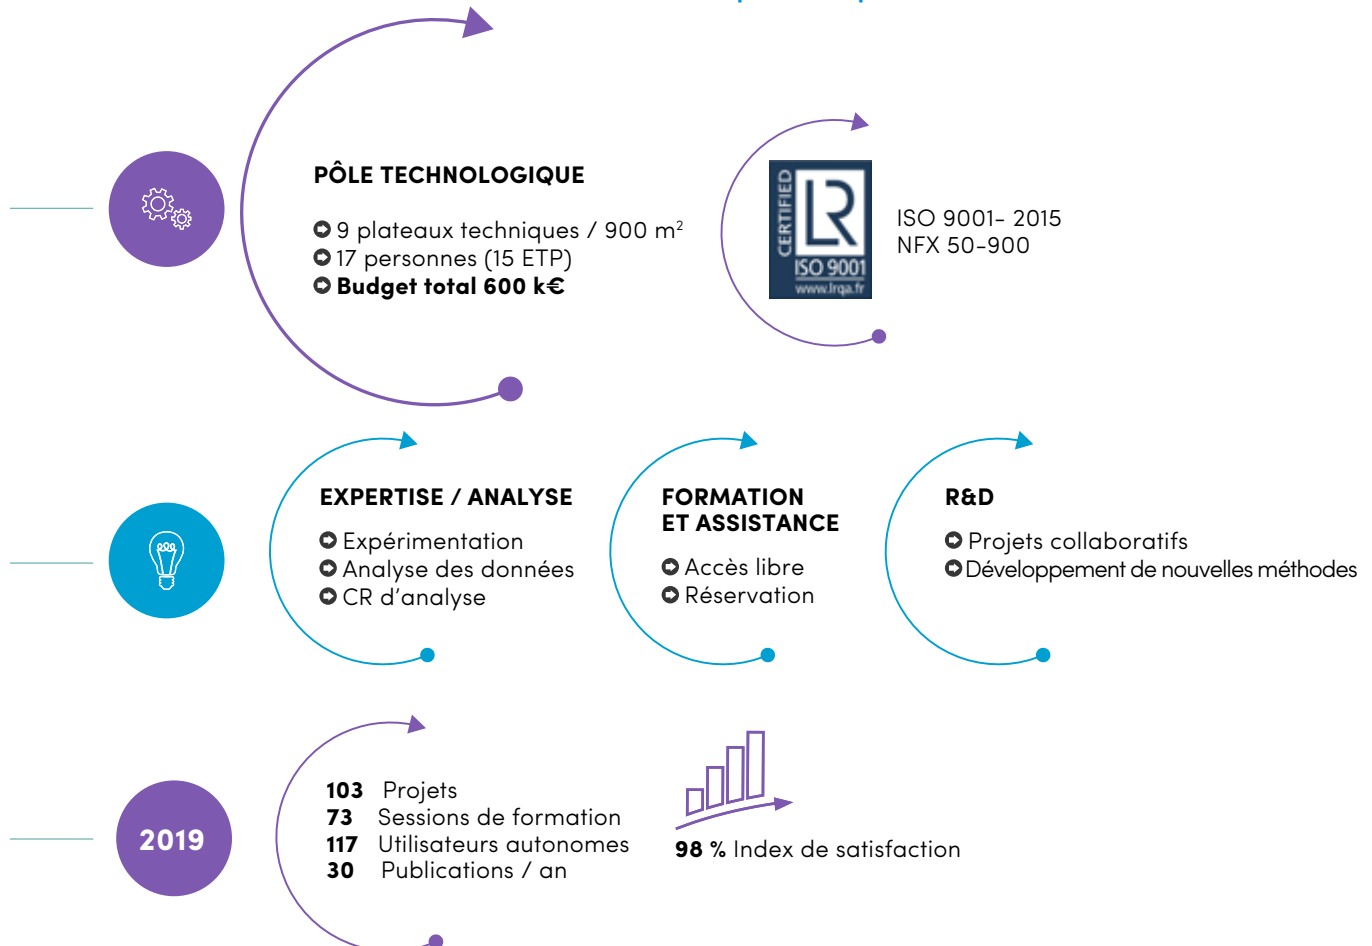 PÔLE TECHNOLOGIQUE
9 plateaux techniques / 900 m²
17 personnes (15 ETP)
Budget total 600 k€
CERTIFIED
LR
ISO 9001
www.lrqa.fr
ISO 9001- 2015
NFX 50-900
EXPERTISE / ANALYSE
Expérimentation
Analyse des données
CR d’analyse
FORMATION
ET ASSISTANCE
Accès libre
Réservation
R&D
Projets collaboratifs
Développement de nouvelles méthodes
2019
103 Projets
73 Sessions de formation
117 Utilisateurs autonomes
30 Publications / an
98 % Index de satisfaction